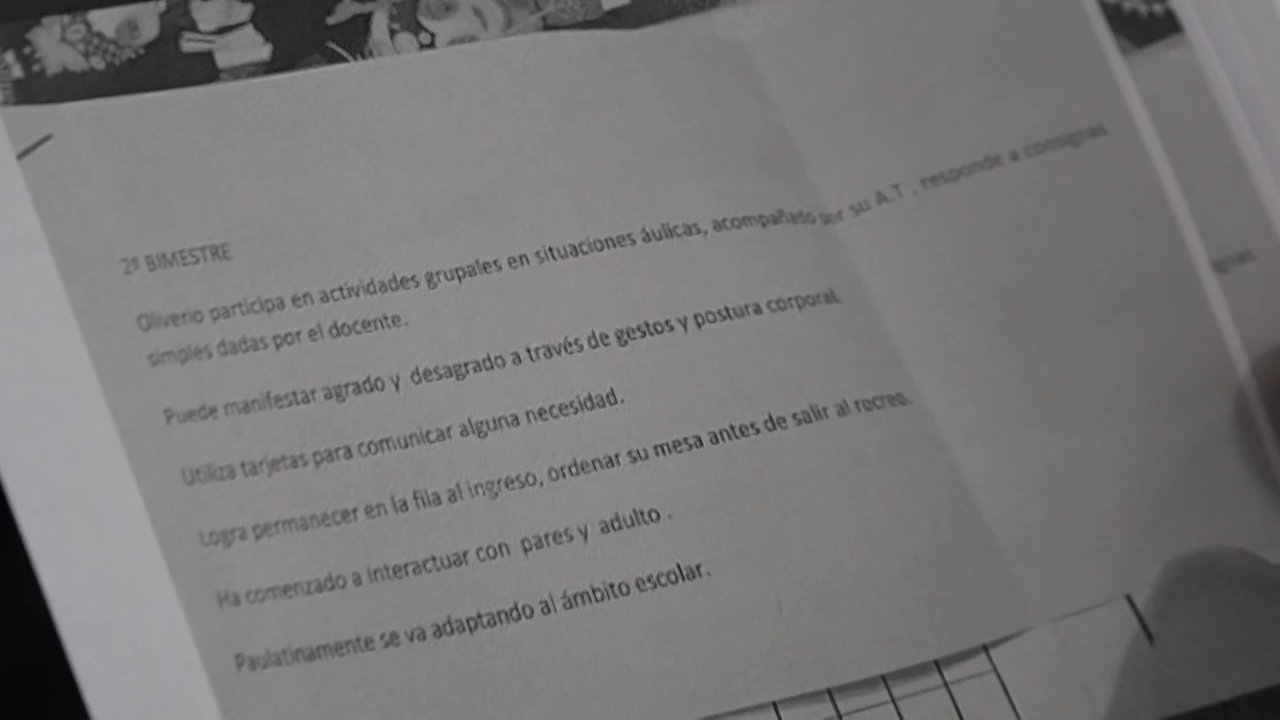 2º BIMESTRE
Oliverio participa en actividades grupales en situaciones áulicas, acompañado por su A.T , responde a consignas
simples dadas por el docente.
Puede manifestar agrado y desagrado a través de gestos y postura corporal.
Utiliza tarjetas para comunicar alguna necesidad.
Logra permanecer en la fila al ingreso, ordenar su mesa antes de salir al recreo.
Ha comenzado a interactuar con pares y adulto .
Paulatinamente se va adaptando al ámbito escolar.